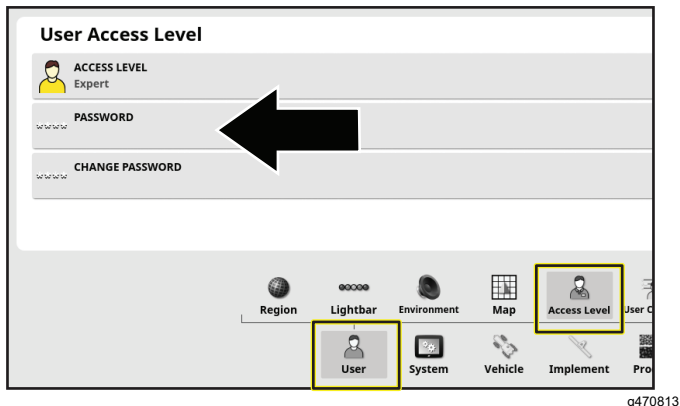 User Access Level
ACCESS LEVEL
Expert
PASSWORD
CHANGE PASSWORD
Region Lightbar Environment Map Access Level User
User System Vehicle Implement
g470813